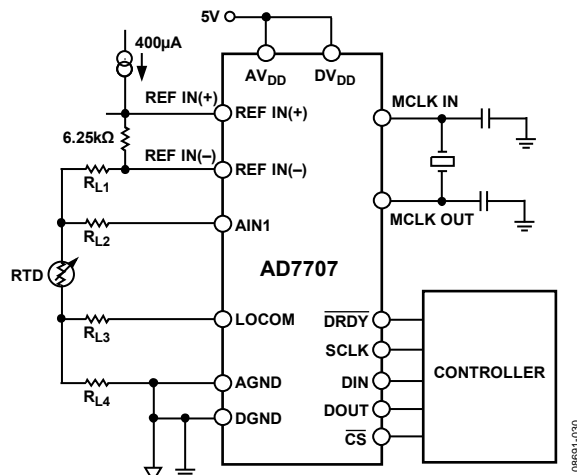 5V
400µA
AVDD DVDD
REF IN(+)
REF IN(+)
MCLK IN
6.25kΩ
REF IN(–)
REF IN(–)
RL1
MCLK OUT
RL2
AIN1
AD7707
RTD
RL3
LOCOM
DRDY
SCLK
CONTROLLER
RL4
AGND
DIN
DGND
DOUT
CS
08691-030